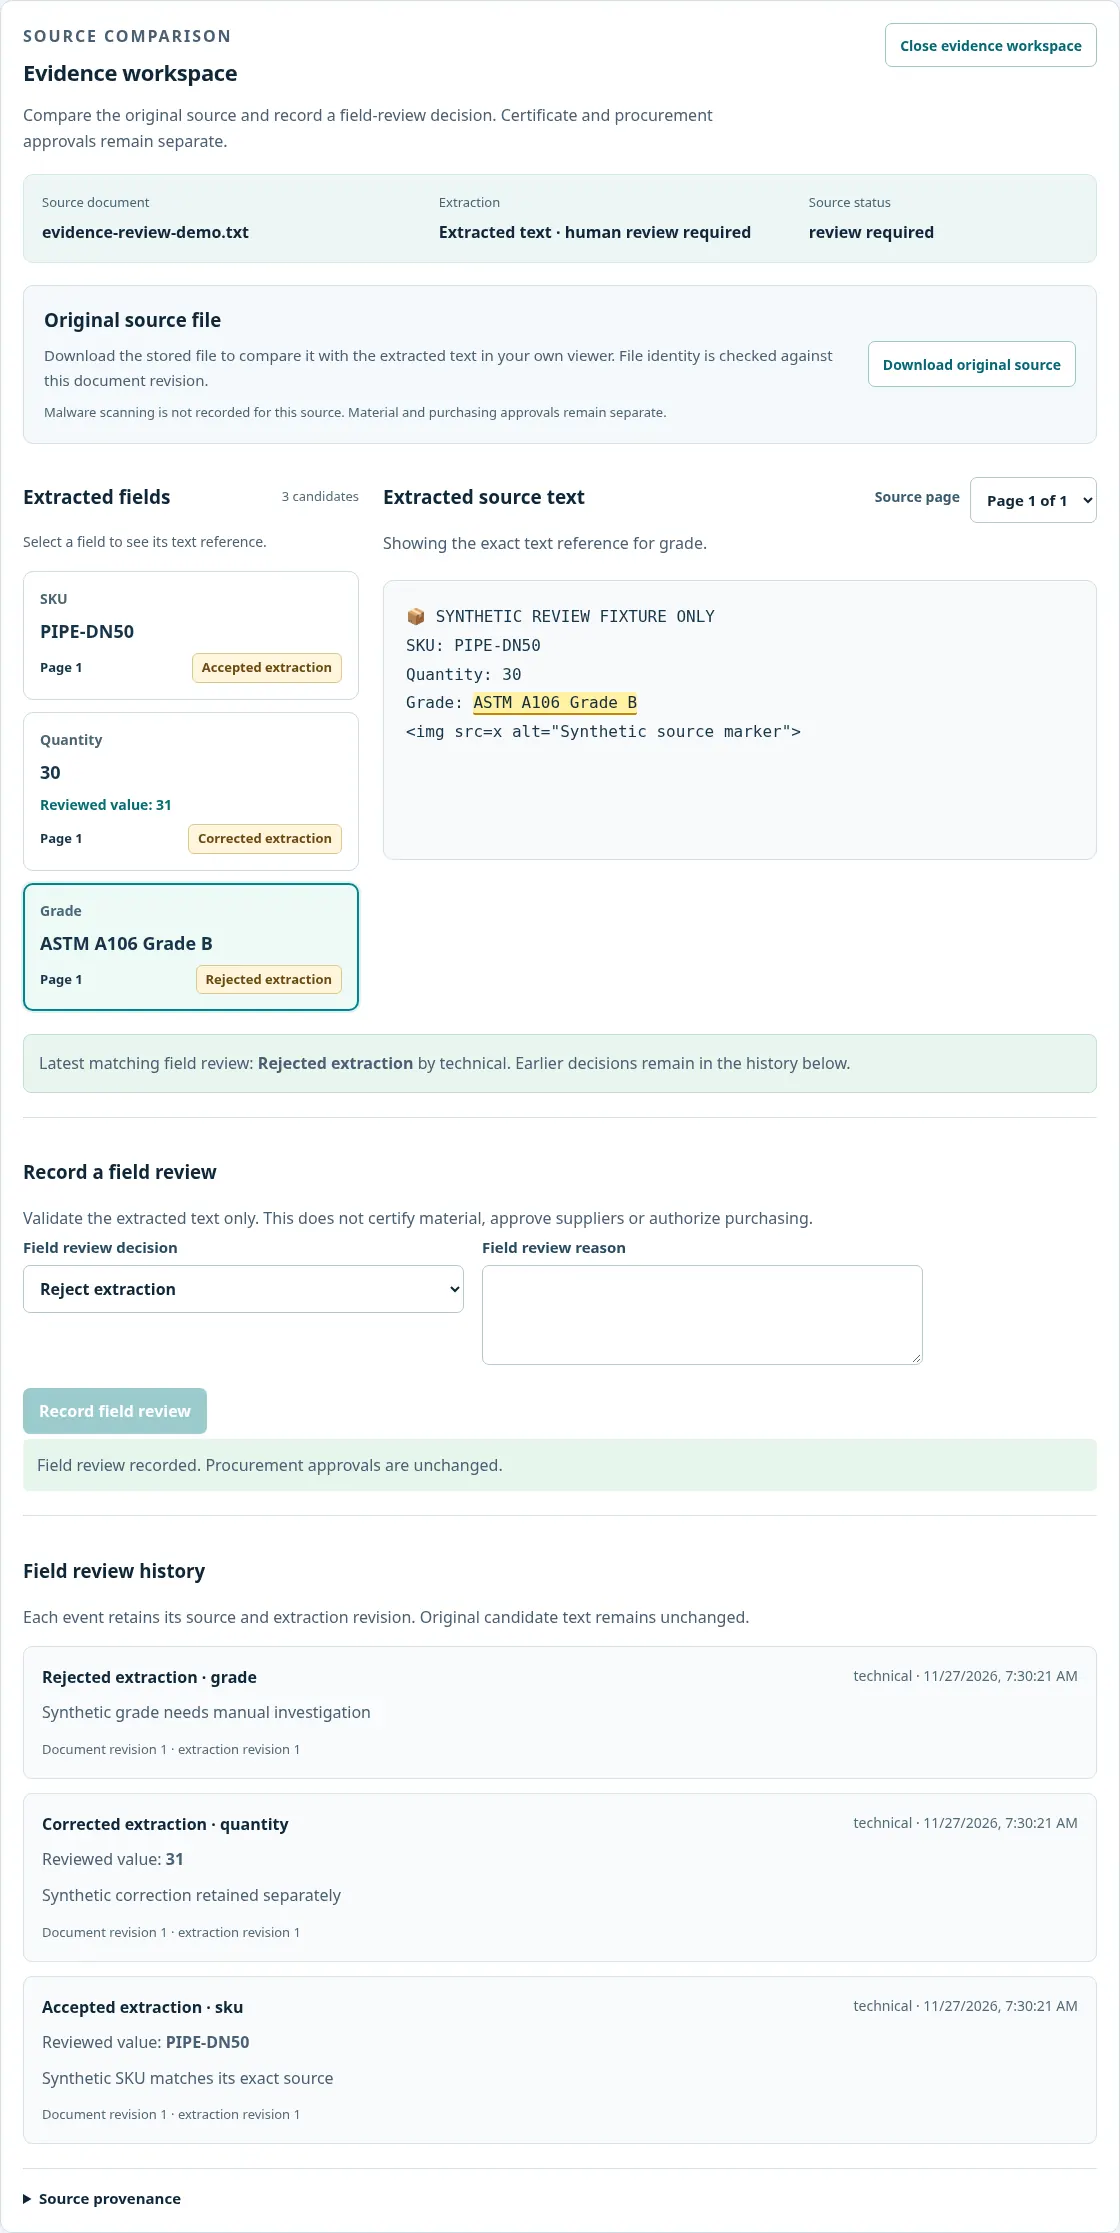 SOURCE COMPARISON
Evidence workspace
Close evidence workspace
Compare the original source and record a field-review decision. Certificate and procurement
approvals remain separate.
Source document
evidence-review-demo.txt
Extraction
Extracted text · human review required
Source status
review required
Original source file
Download the stored file to compare it with the extracted text in your own viewer. File identity is checked against
this document revision.
Malware scanning is not recorded for this source. Material and purchasing approvals remain separate.
Download original source
Extracted fields
3 candidates
Select a field to see its text reference.
SKU
PIPE-DN50
Page 1
Accepted extraction
Quantity
30
Reviewed value: 31
Page 1
Corrected extraction
Grade
ASTM A106 Grade B
Page 1
Rejected extraction
Extracted source text
Source page
Page 1 of 1
Showing the exact text reference for grade.
📦 SYNTHETIC REVIEW FIXTURE ONLY
SKU: PIPE-DN50
Quantity: 30
Grade: ASTM A106 Grade B
<img src=x alt="Synthetic source marker">
Latest matching field review: Rejected extraction by technical. Earlier decisions remain in the history below.
Record a field review
Validate the extracted text only. This does not certify material, approve suppliers or authorize purchasing.
Field review decision
Reject extraction
Field review reason
Record field review
Field review recorded. Procurement approvals are unchanged.
Field review history
Each event retains its source and extraction revision. Original candidate text remains unchanged.
Rejected extraction · grade
technical · 11/27/2026, 7:30:21 AM
Synthetic grade needs manual investigation
Document revision 1 · extraction revision 1
Corrected extraction · quantity
technical · 11/27/2026, 7:30:21 AM
Reviewed value: 31
Synthetic correction retained separately
Document revision 1 · extraction revision 1
Accepted extraction · sku
technical · 11/27/2026, 7:30:21 AM
Reviewed value: PIPE-DN50
Synthetic SKU matches its exact source
Document revision 1 · extraction revision 1
Source provenance